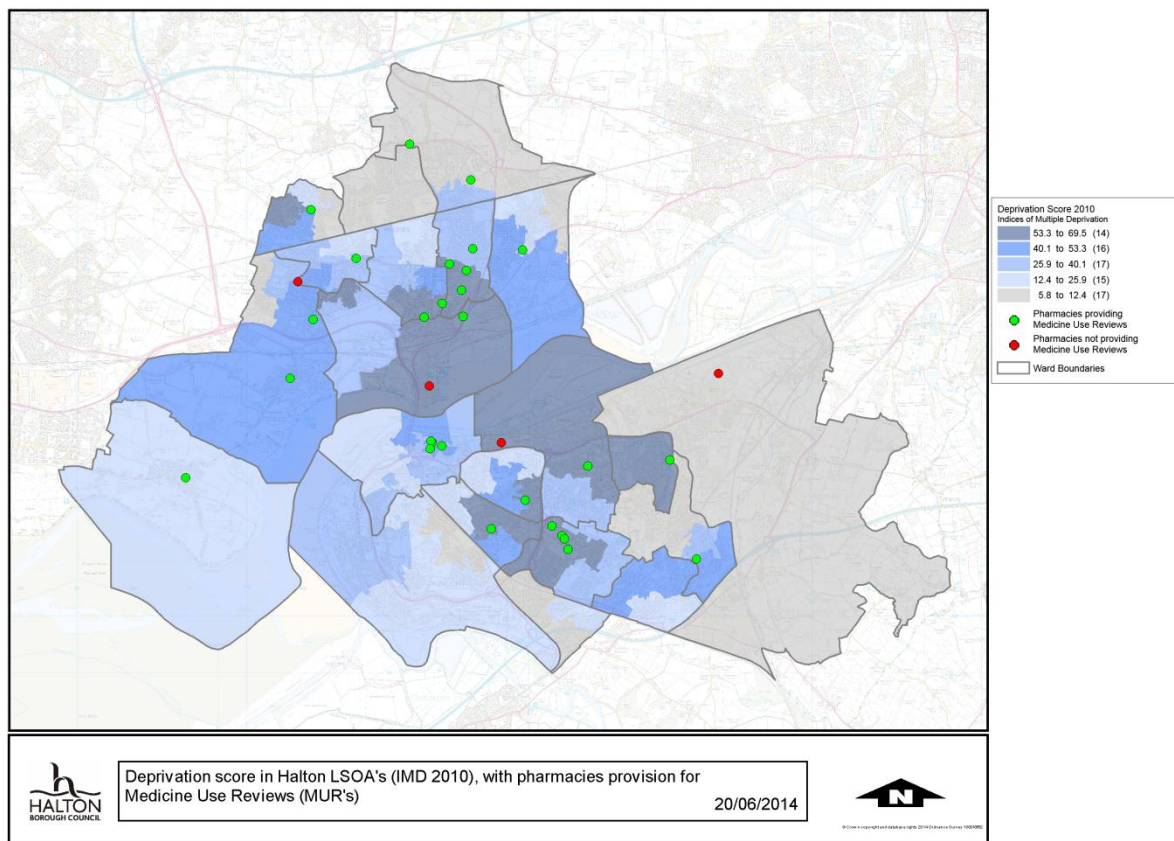 Deprivation Score 2010
Indices of Multiple Deprivation
53.3 to 69.5 (14)
40.1 to 53.3 (16)
25.9 to 40.1 (17)
12.4 to 25.9 (15)
5.8 to 12.4 (17)
Pharmacies providing
Medicine Use Reviews
Pharmacies not providing
Medicine Use Reviews
Ward Boundaries
HALTON
BOROUGH COUNCIL
Deprivation score in Halton LSOA's (IMD 2010), with pharmacies provision for
Medicine Use Reviews (MUR's)
20/06/2014
N